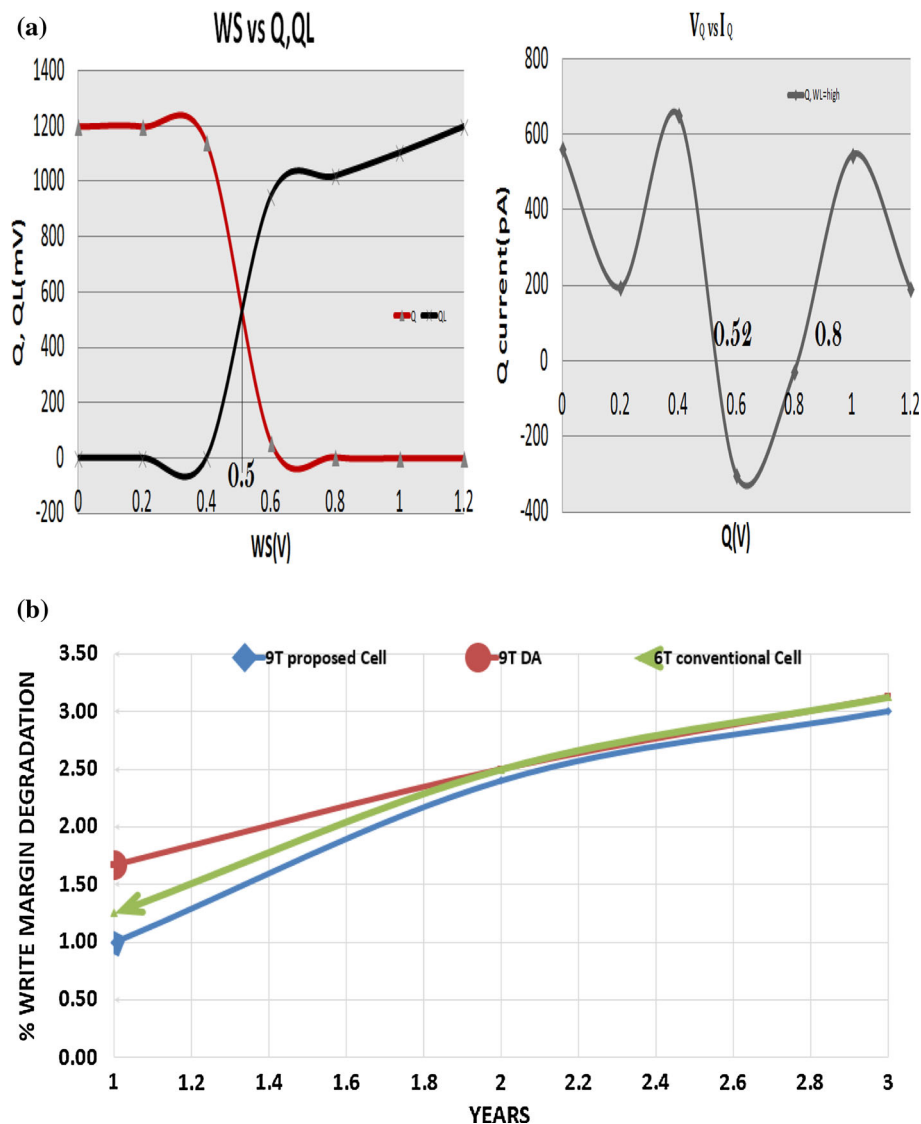 (a)
WS vs Q,QL
1400
1200
1000
800
600
400
200
0
-200
Q, QL(mV)
Q QL
0.5
0 0.2 0.4 0.6 0.8 1 1.2
WS(V)
VQ vs IQ
800
600
400
200
0
-200
-400
Q current(pA)
Q, WL=high
0.52 0.8
0 0.2 0.4 0.6 0.8 1 1.2
Q(V)
(b)
3.50
3.00
2.50
2.00
1.50
1.00
0.50
0.00
% WRITE MARGIN DEGRADATION
9T proposed Cell 9T DA 6T conventional Cell
1 1.2 1.4 1.6 1.8 2 2.2 2.4 2.6 2.8 3
YEARS